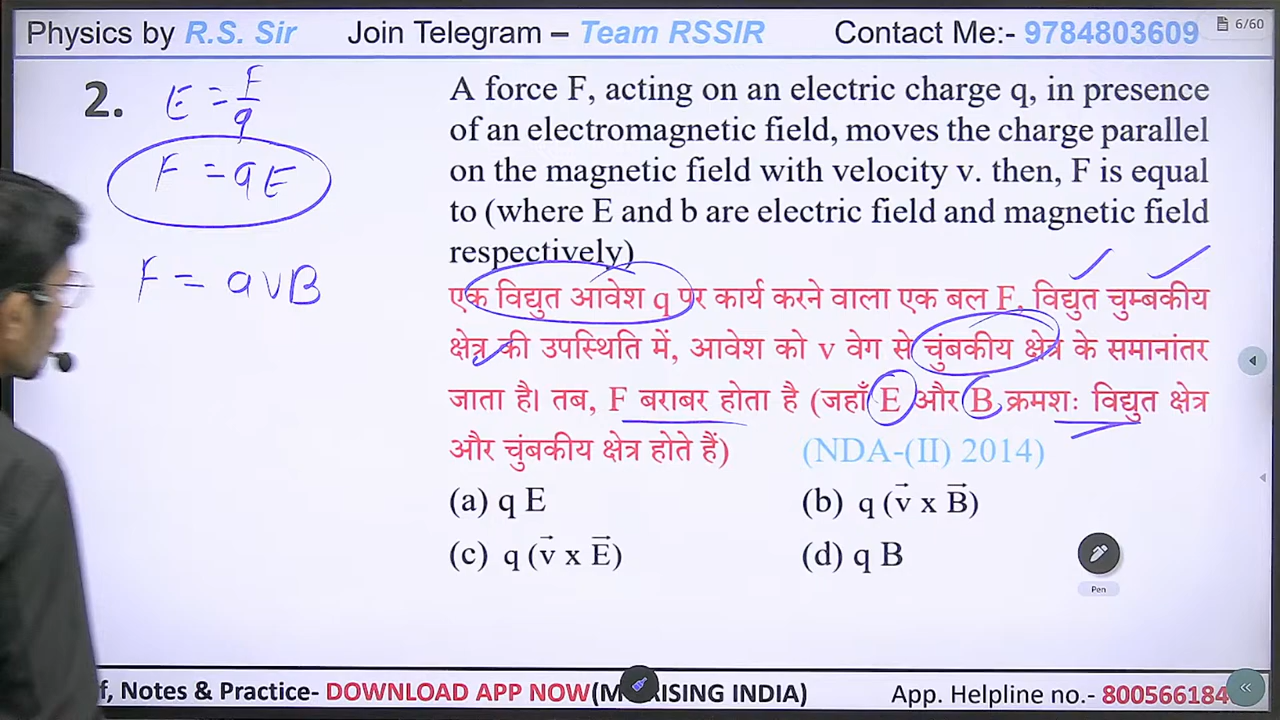 Physics by R.S. Sir Join Telegram – Team RSSIR Contact Me:- 9784803609 6/60
2. E = F/q
F = qE
F = qvB
A force F, acting on an electric charge q, in presence
of an electromagnetic field, moves the charge parallel
on the magnetic field with velocity v. then, F is equal
to (where E and b are electric field and magnetic field
respectively)
एक विद्युत आवेश q पर कार्य करने वाला एक बल F, विद्युत चुम्बकीय
क्षेत्र की उपस्थिति में, आवेश को v वेग से चुंबकीय क्षेत्र के समानांतर
जाता है। तब, F बराबर होता है (जहाँ E और B क्रमशः विद्युत क्षेत्र
और चुंबकीय क्षेत्र होते हैं) (NDA-(II) 2014)
(a) q E (b) q (v⃗ x B⃗)
(c) q (v⃗ x E⃗) (d) q B
Pen
f, Notes & Practice- DOWNLOAD APP NOW(M RISING INDIA) App. Helpline no.- 800566184